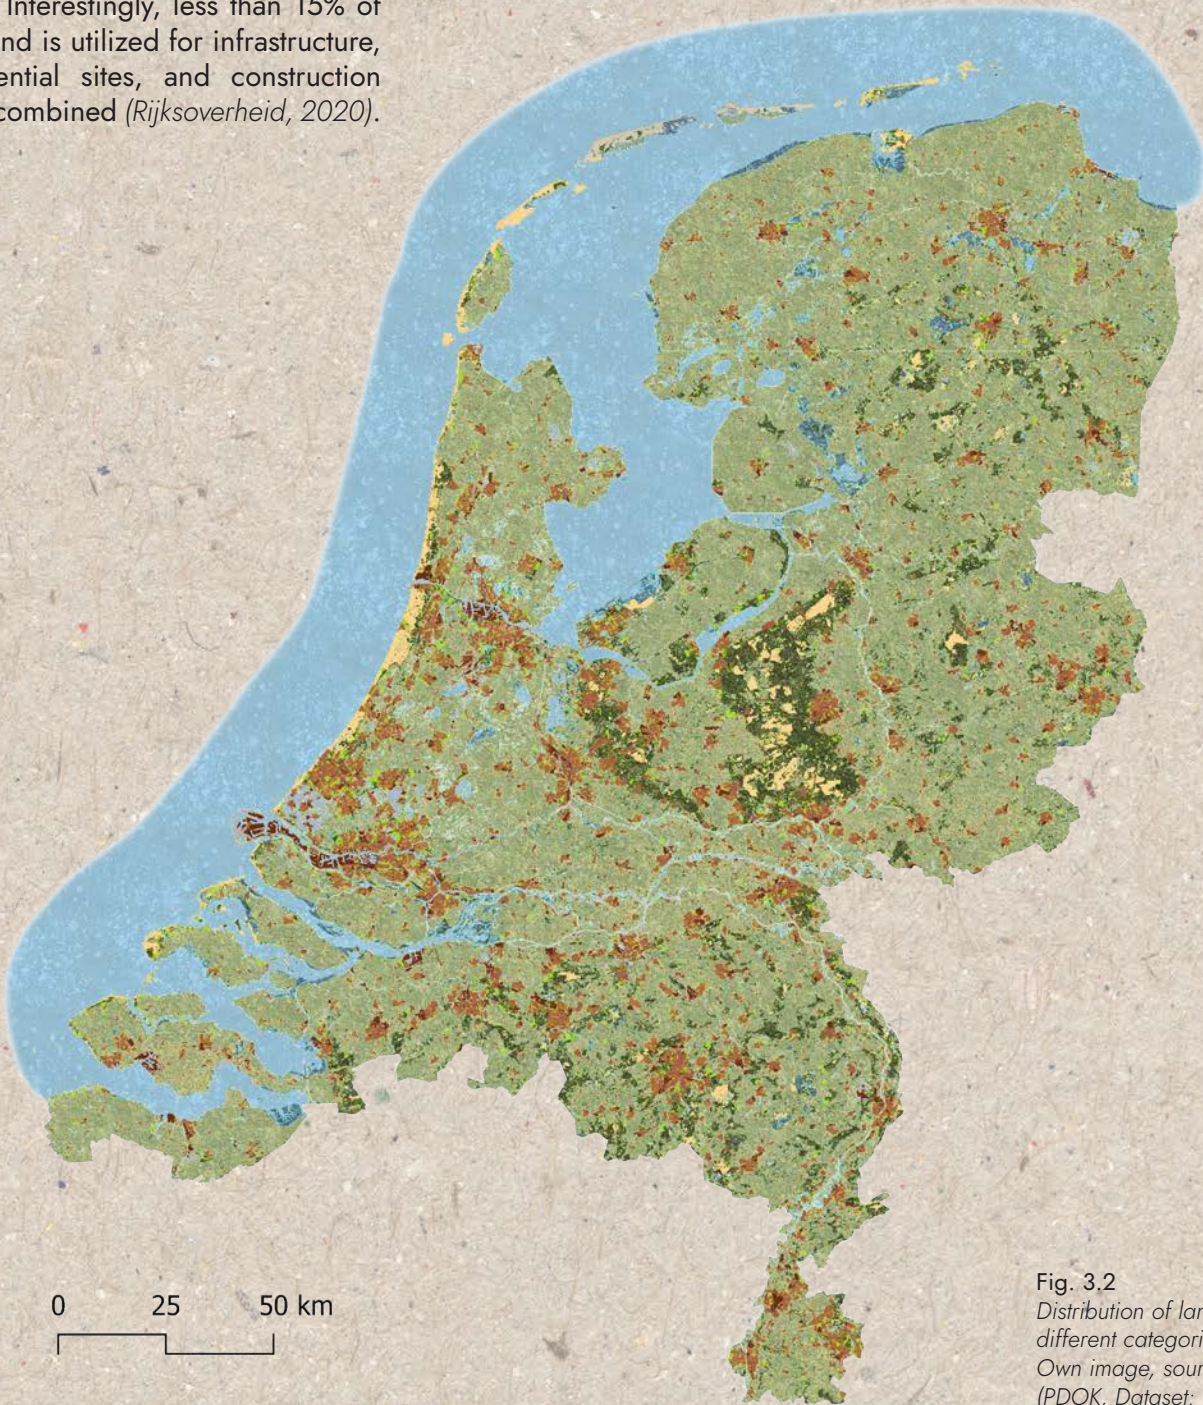 Interestingly, less than 15% of
nd is utilized for infrastructure,
ential sites, and construction
combined (Rijksoverheid, 2020).
0 25 50 km
Fig. 3.2
Distribution of lar
different categori
Own image, sour
(PDOK, Dataset: